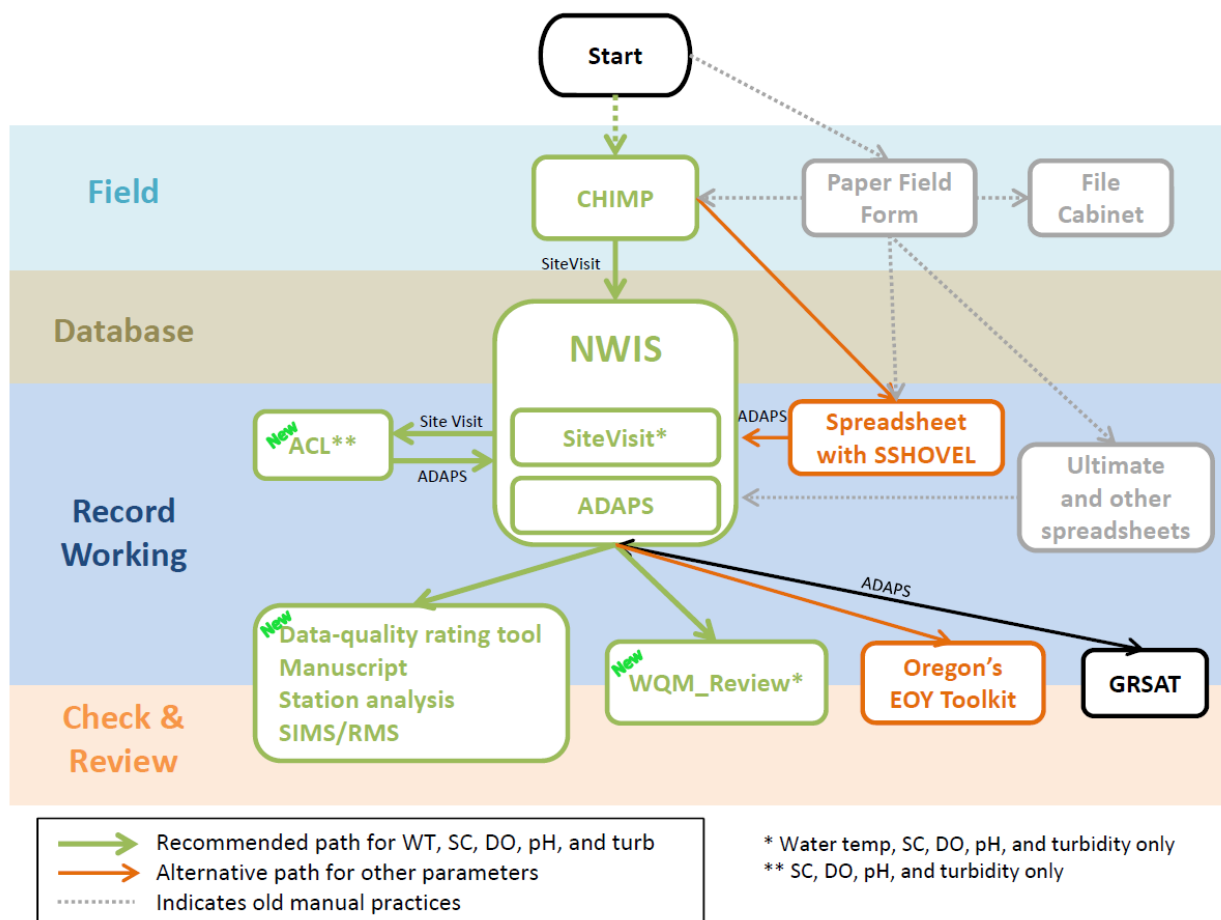 Start
Field
CHIMP
Paper Field
Form
File
Cabinet
SiteVisit
Database
NWIS
Record
Working
New
ACL**
Site Visit
ADAPS
SiteVisit*
ADAPS
ADAPS
Spreadsheet
with SSHOVEL
Ultimate
and other
spreadsheets
ADAPS
New
Data-quality rating tool
Manuscript
Station analysis
SIMS/RMS
New
WQM_Review*
Oregon's
EOY Toolkit
GRSAT
Check &
Review
Recommended path for WT, SC, DO, pH, and turb
Alternative path for other parameters
Indicates old manual practices
* Water temp, SC, DO, pH, and turbidity only
** SC, DO, pH, and turbidity only